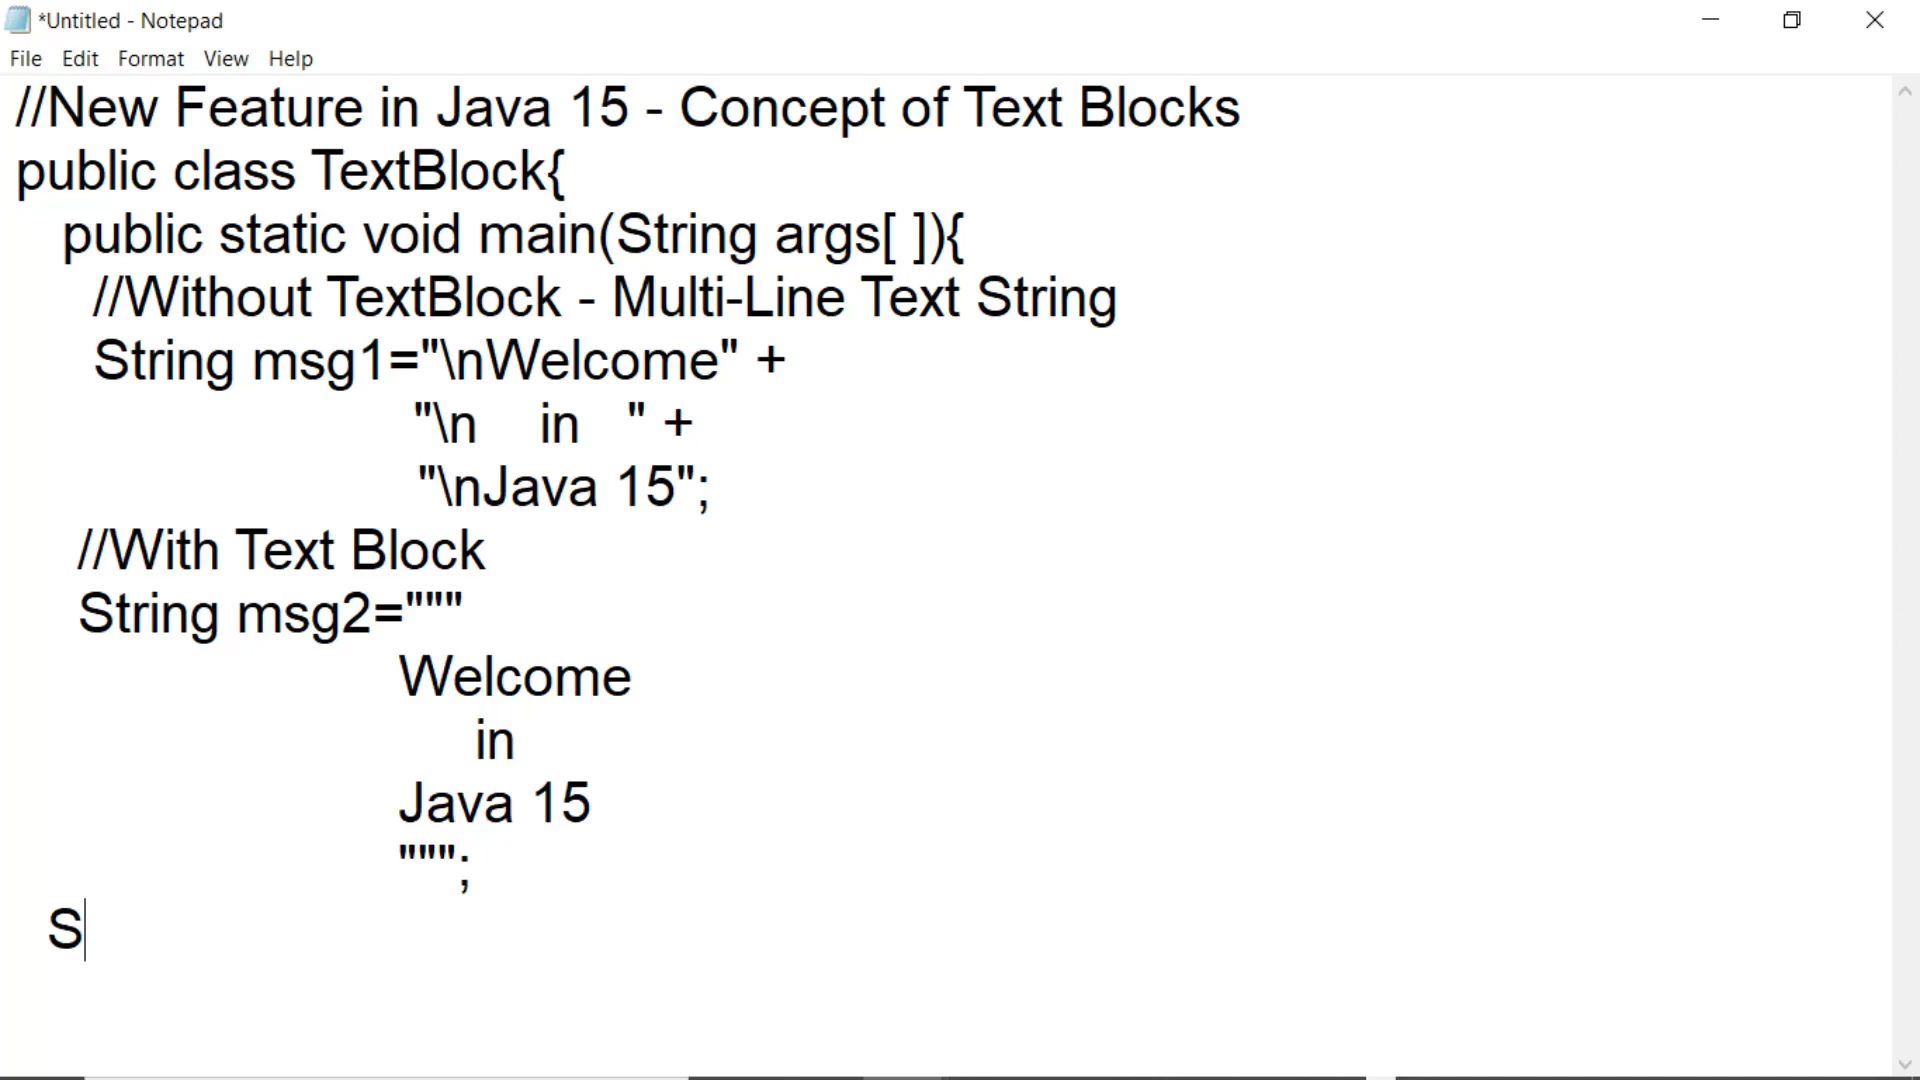 *Untitled - Notepad
File Edit Format View Help
//New Feature in Java 15 - Concept of Text Blocks
public class TextBlock{
public static void main(String args[ ]){
//Without TextBlock - Multi-Line Text String
String msg1="\nWelcome" +
"\n    in   " +
"\nJava 15";
//With Text Block
String msg2="""
Welcome
in
Java 15
""";
S